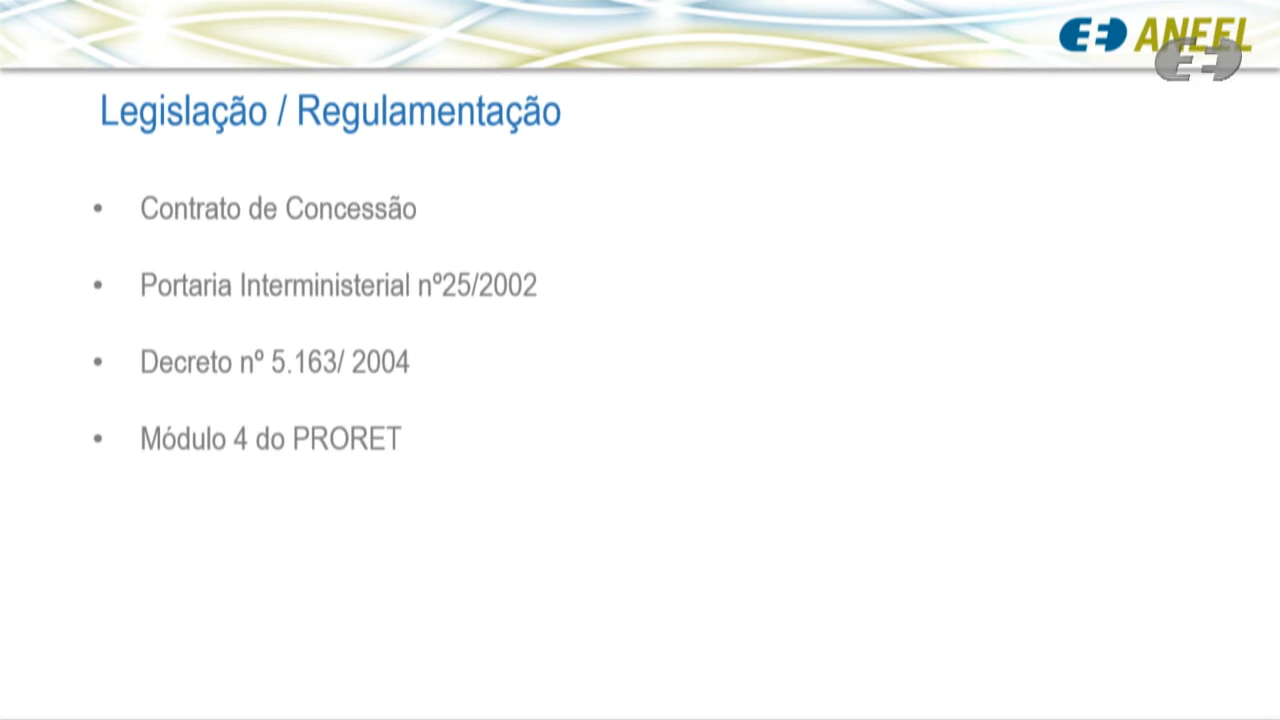 ANEEL
Legislação / Regulamentação
• Contrato de Concessão
• Portaria Interministerial nº25/2002
• Decreto nº 5.163/ 2004
• Módulo 4 do PRORET